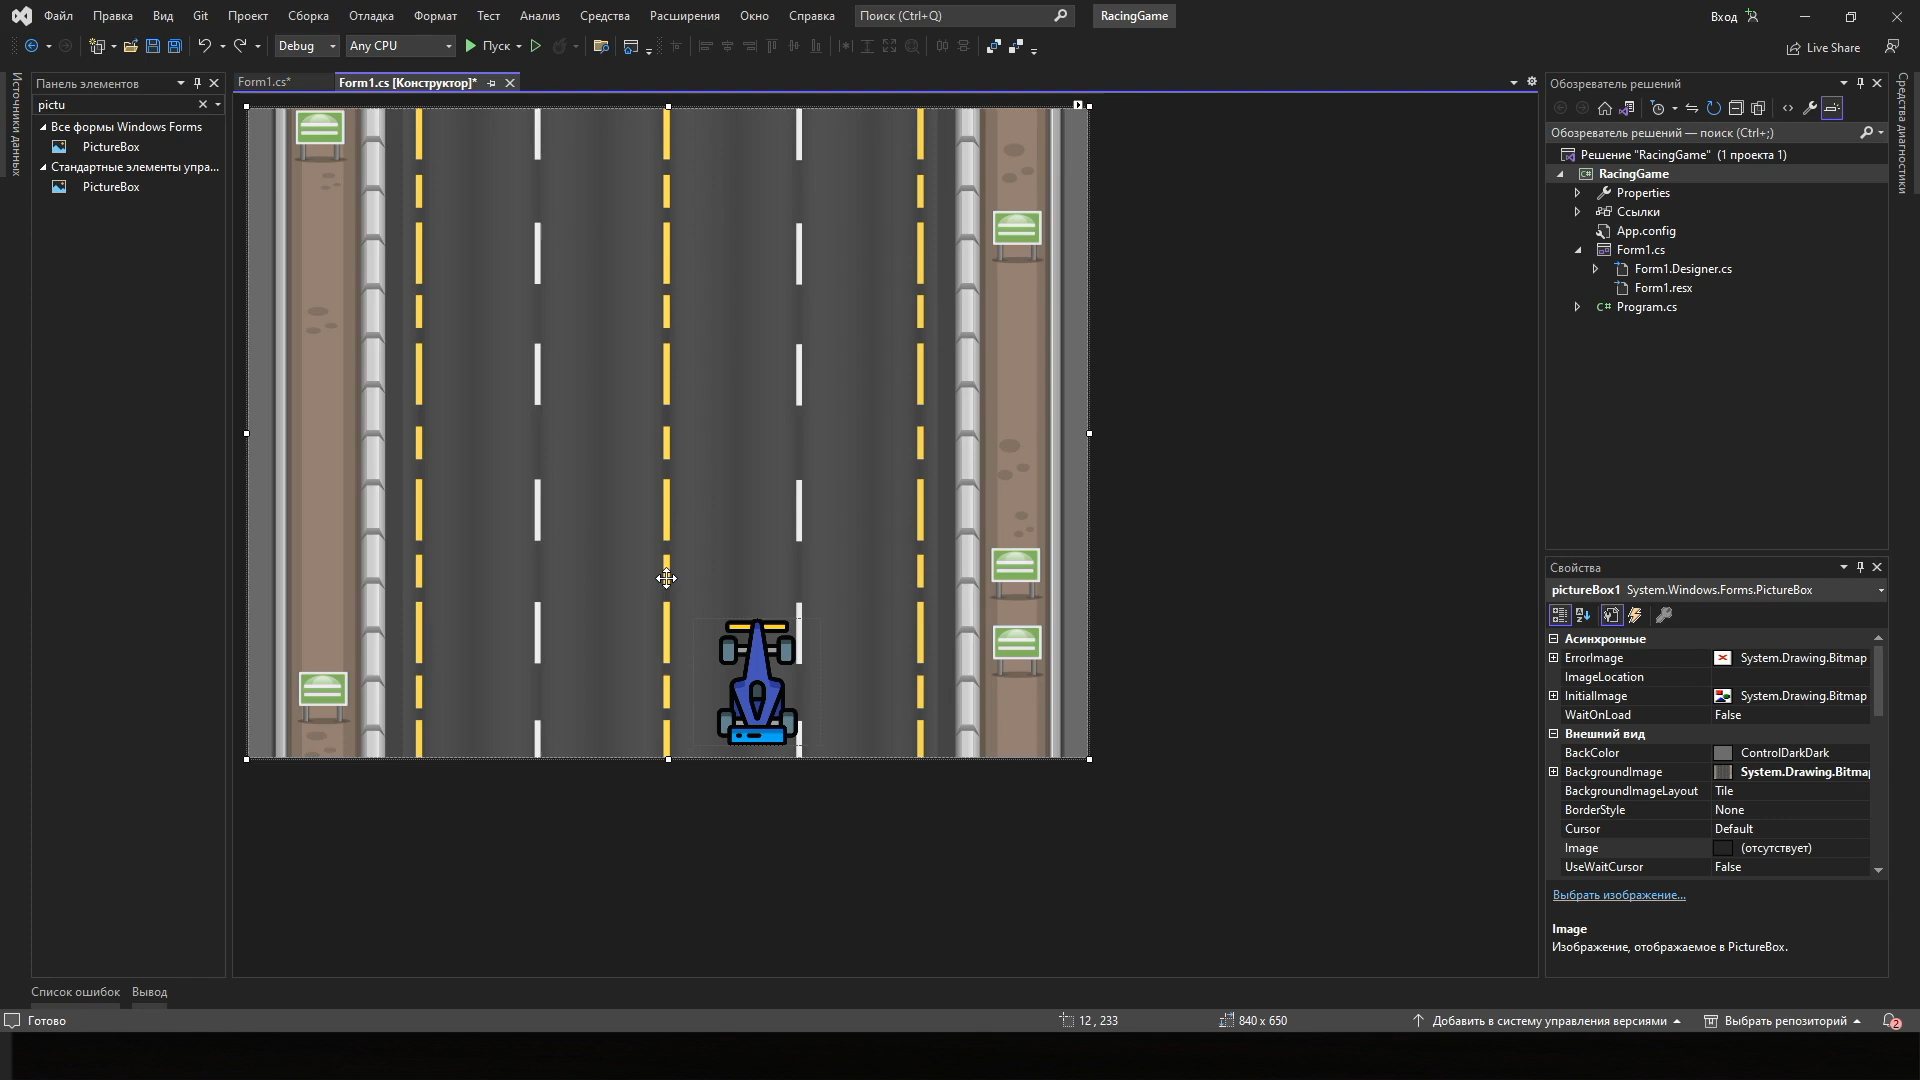 Файл Правка Вид Git Проект Сборка Отладка Формат Тест Анализ Средства Расширения Окно Справка Поиск (Ctrl+Q) RacingGame Вход
Debug Any CPU Пуск Live Share
Источники данных
Панель элементов
pictu
Все формы Windows Forms
PictureBox
Стандартные элементы упра...
PictureBox
Form1.cs* Form1.cs [Конструктор]*
Обозреватель решений
Обозреватель решений — поиск (Ctrl+;)
Решение "RacingGame" (1 проекта 1)
RacingGame
Properties
Ссылки
App.config
Form1.cs
Form1.Designer.cs
Form1.resx
Program.cs
Средства диагностики
Свойства
pictureBox1 System.Windows.Forms.PictureBox
Асинхронные
ErrorImage System.Drawing.Bitmap
ImageLocation
InitialImage System.Drawing.Bitmap
WaitOnLoad False
Внешний вид
BackColor ControlDarkDark
BackgroundImage System.Drawing.Bitmap
BackgroundImageLayout Tile
BorderStyle None
Cursor Default
Image (отсутствует)
UseWaitCursor False
Выбрать изображение...
Image
Изображение, отображаемое в PictureBox.
Список ошибок Вывод
Готово 12 , 233 840 x 650 Добавить в систему управления версиями Выбрать репозиторий 2